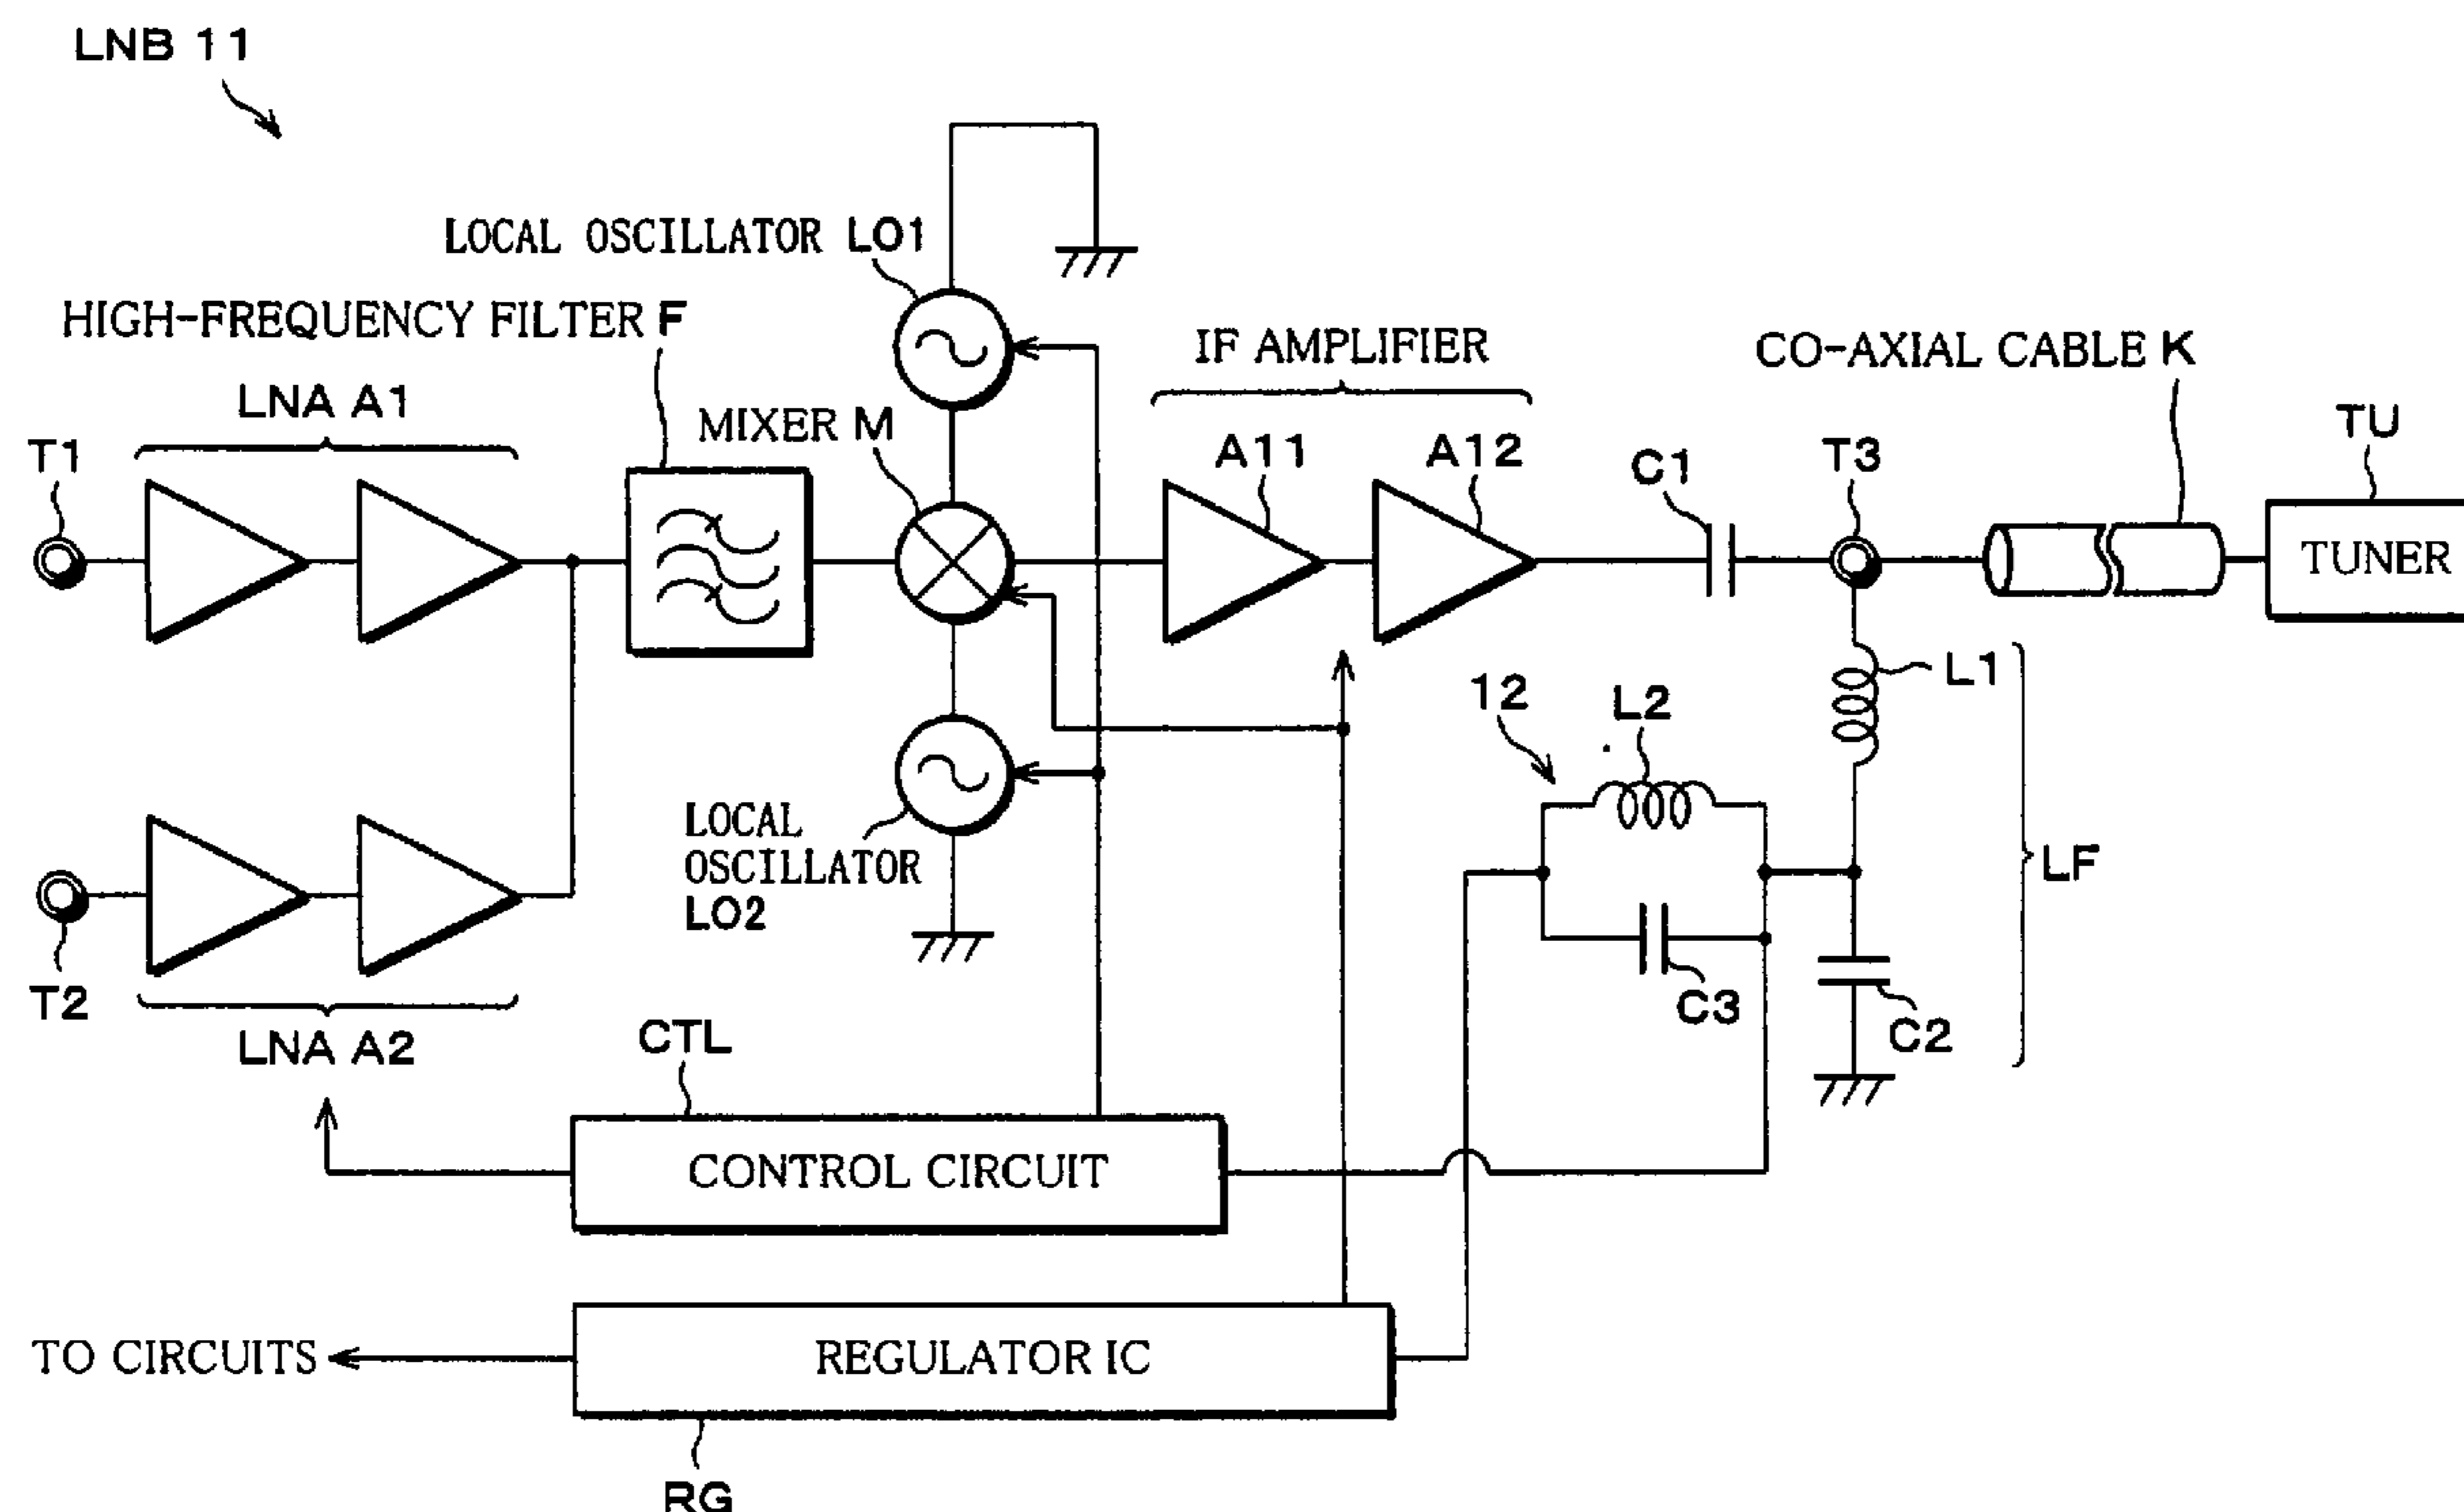 LNB 11
LOCAL OSCILLATOR LO1
HIGH-FREQUENCY FILTER F
IF AMPLIFIER
CO-AXIAL CABLE K
LNA A1
MIXER M
TU
T1
A11
A12
C1
T3
TUNER
L1
12
L2
LOCAL
OSCILLATOR
LO2
LF
T2
C3
C2
LNA A2
CTL
CONTROL CIRCUIT
TO CIRCUITS
REGULATOR IC
RG